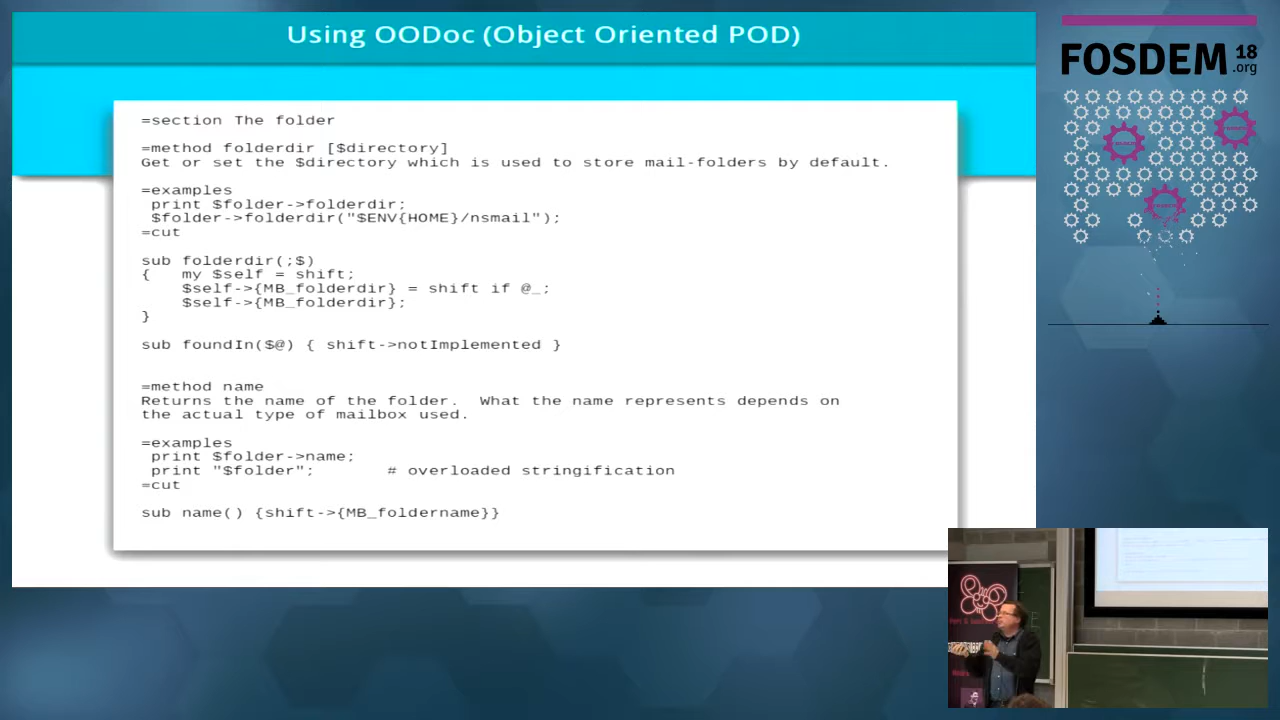 Using OODoc (Object Oriented POD)
=section The folder
=method folderdir [$directory]
Get or set the $directory which is used to store mail-folders by default.
=examples
print $folder->folderdir;
$folder->folderdir("$ENV{HOME}/nsmail");
=cut
sub folderdir(;$)
{   my $self = shift;
$self->{MB_folderdir} = shift if @_;
$self->{MB_folderdir};
}
sub foundIn($@) { shift->notImplemented }
=method name
Returns the name of the folder.  What the name represents depends on
the actual type of mailbox used.
=examples
print $folder->name;
print "$folder";       # overloaded stringification
=cut
sub name() {shift->{MB_foldername}}
FOSDEM 18
.org